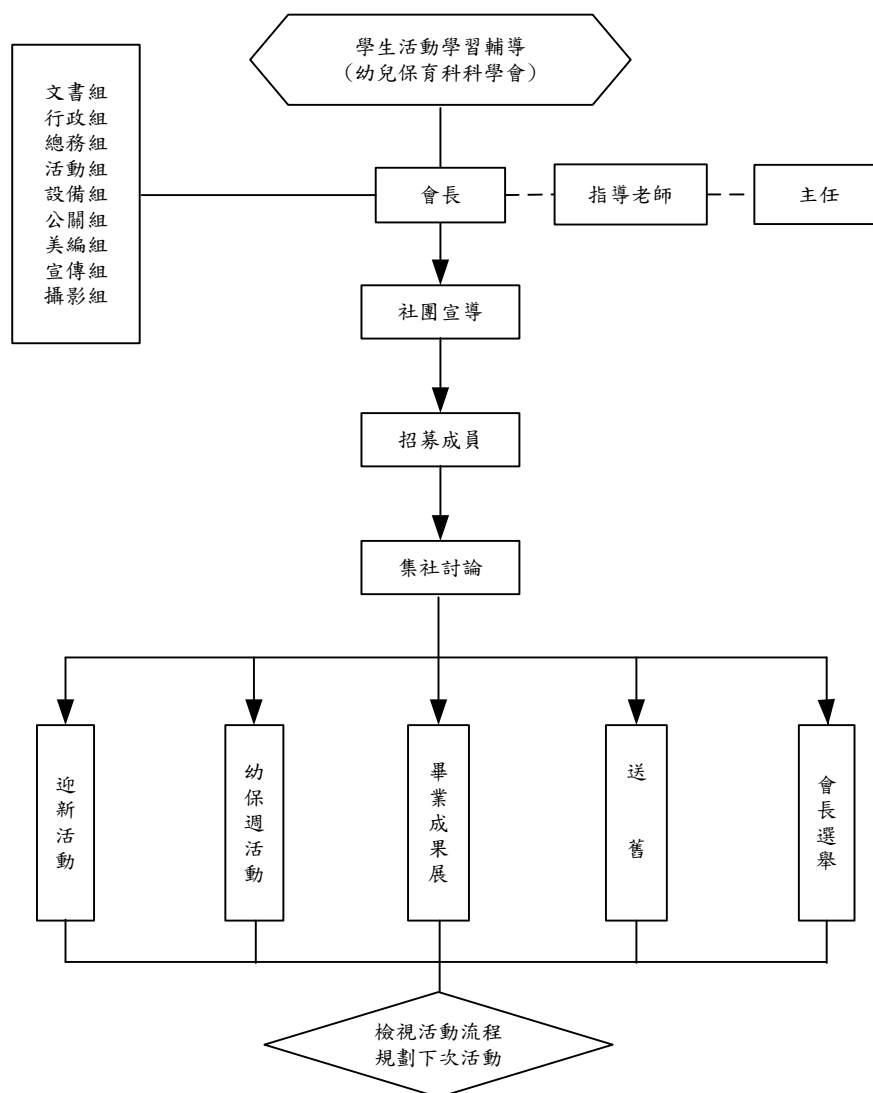 學生活動學習輔導
(幼兒保育科科學會)
文書組
行政組
總務組
活動組
設備組
公關組
美編組
宣傳組
攝影組
會長
指導老師
主任
社團宣導
招募成員
集社討論
迎新活動
幼保週活動
畢業成果展
送舊
會長選舉
檢視活動流程
規劃下次活動